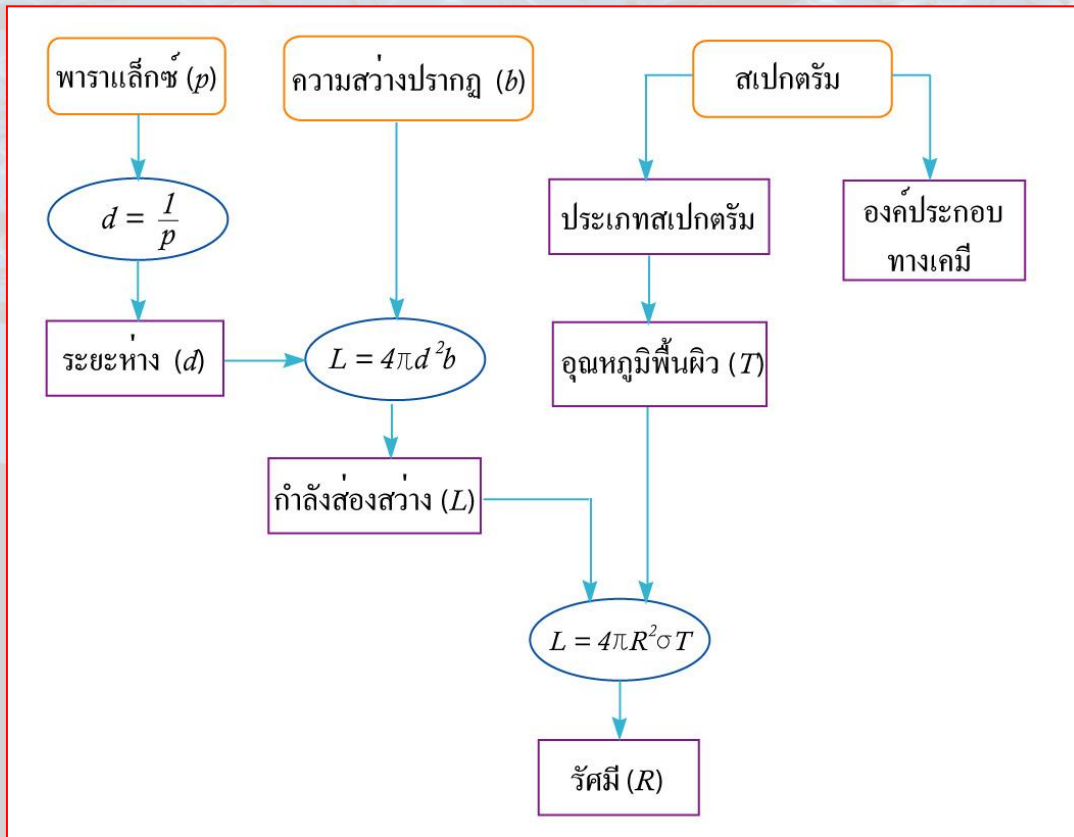 พาราแล็กซ์ (p)
ความสว่างปรากฏ (b)
สเปกตรัม
d = 1/p
ประเภทสเปกตรัม
องค์ประกอบ
ทางเคมี
ระยะห่าง (d)
L = 4πd²b
อุณหภูมิพื้นผิว (T)
กำลังส่องสว่าง (L)
L = 4πR²σT
รัศมี (R)